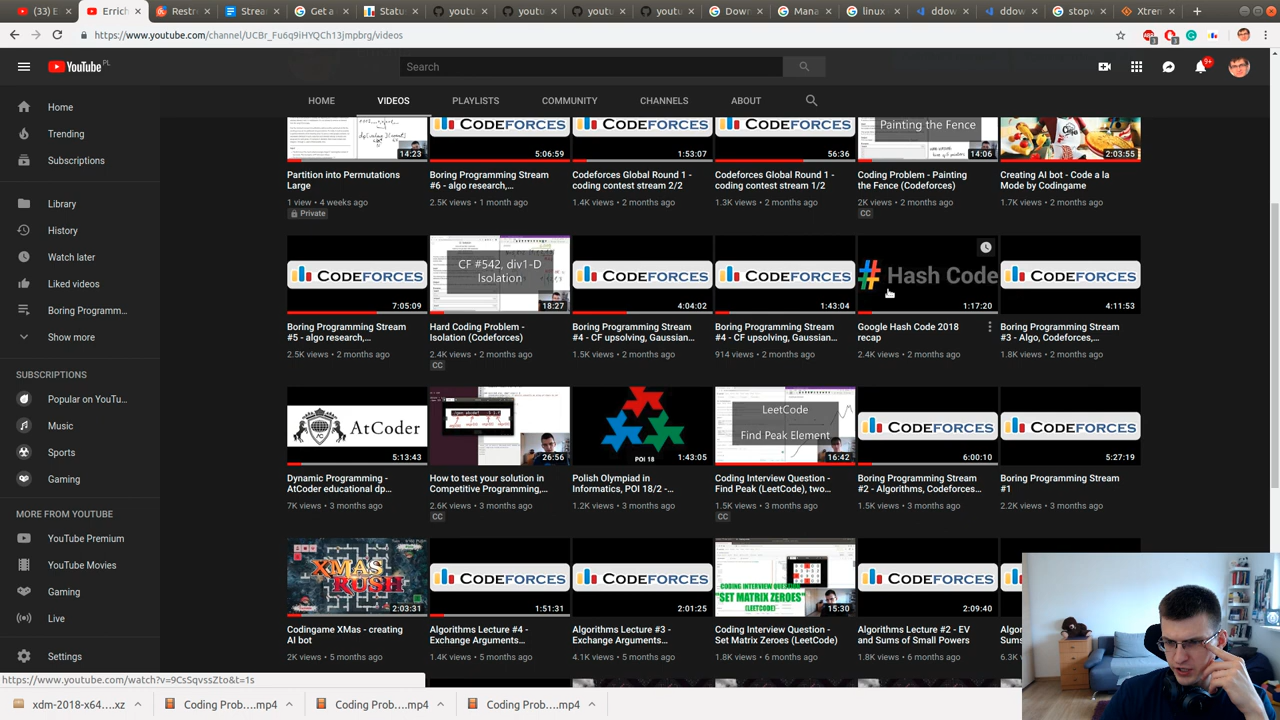 (33) E
Errich
Restre
Stream
Get a
Statu
youtu
youtu
youtu
youtu
Down
Mana
linux
ddow
ddow
stopw
Xtrem
https://www.youtube.com/channel/UCBr_Fu6q9iHYQCh13jmpbrg/videos
YouTube PL
Search
9+
HOME
VIDEOS
PLAYLISTS
COMMUNITY
CHANNELS
ABOUT
Home
Trending
Subscriptions
Library
History
Watch later
Liked videos
Boring Programm...
Show more
SUBSCRIPTIONS
Popular on YouTu...
Music
Sports
Gaming
MORE FROM YOUTUBE
YouTube Premium
YouTube Movies
Live
Settings
14:23
Partition into Permutations
Large
1 view • 4 weeks ago
Private
CODEFORCES
5:06:59
Boring Programming Stream
#6 - algo research,...
2.5K views • 1 month ago
CODEFORCES
1:53:07
Codeforces Global Round 1 -
coding contest stream 2/2
1.4K views • 2 months ago
CODEFORCES
56:36
Codeforces Global Round 1 -
coding contest stream 1/2
1.3K views • 2 months ago
Painting the Fence
14:06
Coding Problem - Painting
the Fence (Codeforces)
2K views • 2 months ago
CC
2:03:55
Creating AI bot - Code a la
Mode by Codingame
1.7K views • 2 months ago
CODEFORCES
7:05:09
Boring Programming Stream
#5 - algo research,...
2.5K views • 2 months ago
CF #542, div1-D
Isolation
18:27
Hard Coding Problem -
Isolation (Codeforces)
2.4K views • 2 months ago
CC
CODEFORCES
4:04:02
Boring Programming Stream
#4 - CF upsolving, Gaussian...
1.5K views • 2 months ago
CODEFORCES
1:43:04
Boring Programming Stream
#4 - CF upsolving, Gaussian...
914 views • 2 months ago
# Hash Code
1:17:20
Google Hash Code 2018
recap
2.4K views • 2 months ago
CODEFORCES
4:11:53
Boring Programming Stream
#3 - Algo, Codeforces,...
1.8K views • 2 months ago
AtCoder
5:13:43
Dynamic Programming -
AtCoder educational dp...
7K views • 3 months ago
26:56
How to test your solution in
Competitive Programming,...
2.6K views • 3 months ago
CC
POI 18
1:43:05
Polish Olympiad in
Informatics, POI 18/2 -...
1.2K views • 3 months ago
LeetCode
Find Peak Element
16:42
Coding Interview Question -
Find Peak (LeetCode), two...
1.5K views • 3 months ago
CC
CODEFORCES
6:00:10
Boring Programming Stream
#2 - Algorithms, Codeforces...
1.5K views • 3 months ago
CODEFORCES
5:27:19
Boring Programming Stream
#1
2.2K views • 3 months ago
XMAS
RUSH
2:03:31
Codingame XMas - creating
AI bot
2K views • 5 months ago
CODEFORCES
1:51:31
Algorithms Lecture #4 -
Exchange Arguments...
1.4K views • 5 months ago
CODEFORCES
2:01:25
Algorithms Lecture #3 -
Exchange Arguments...
4.1K views • 5 months ago
CODING INTERVIEW QUESTION
"SET MATRIX ZEROES"
(LEETCODE)
15:30
Coding Interview Question -
Set Matrix Zeroes (LeetCode)
1.8K views • 6 months ago
CODEFORCES
2:09:40
Algorithms Lecture #2 - EV
and Sums of Small Powers
1.8K views • 6 months ago
Algo
Sum
6.3K
https://www.youtube.com/watch?v=9CsSqvssZto&t=1s
xdm-2018-x64....xz
Coding Prob....mp4
Coding Prob....mp4
Coding Prob....mp4